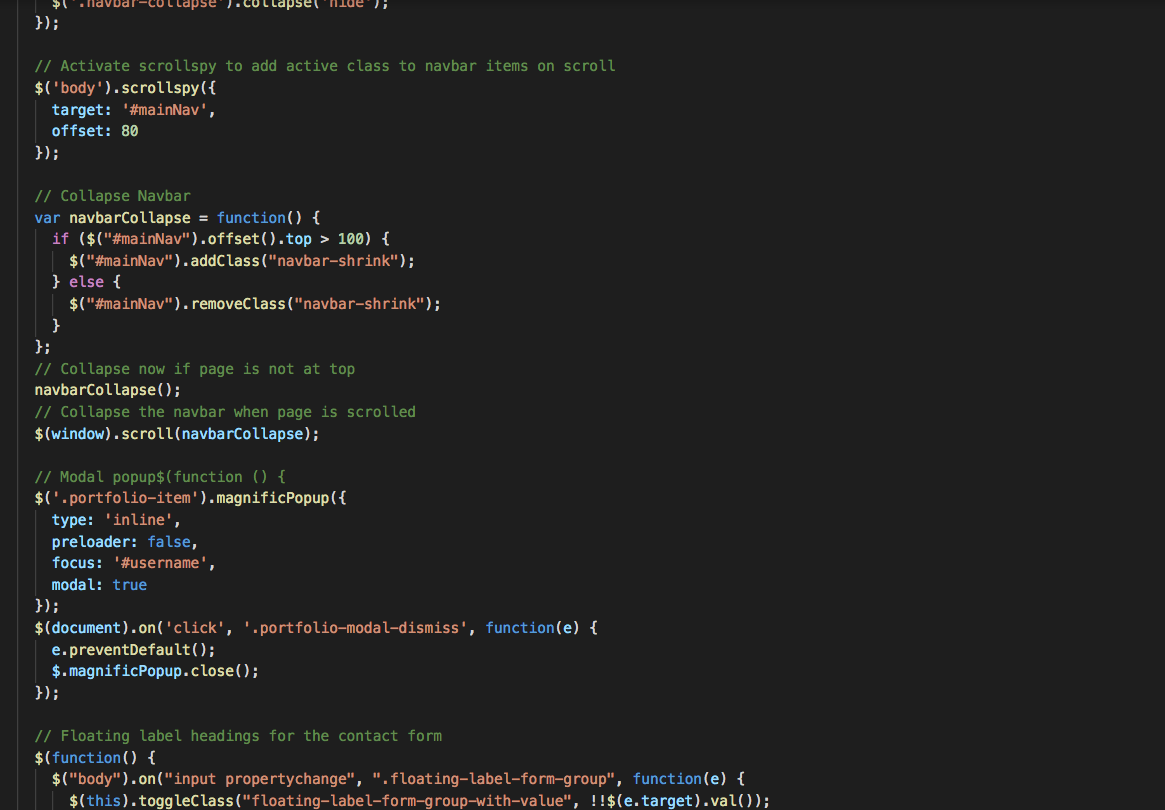 $('.navbar-collapse').collapse('hide');
});

// Activate scrollspy to add active class to navbar items on scroll
$('body').scrollspy({
  target: '#mainNav',
  offset: 80
});

// Collapse Navbar
var navbarCollapse = function() {
  if ($("#mainNav").offset().top > 100) {
    $("#mainNav").addClass("navbar-shrink");
  } else {
    $("#mainNav").removeClass("navbar-shrink");
  }
};
// Collapse now if page is not at top
navbarCollapse();
// Collapse the navbar when page is scrolled
$(window).scroll(navbarCollapse);

// Modal popup$(function () {
$('.portfolio-item').magnificPopup({
  type: 'inline',
  preloader: false,
  focus: '#username',
  modal: true
});
$(document).on('click', '.portfolio-modal-dismiss', function(e) {
  e.preventDefault();
  $.magnificPopup.close();
});

// Floating label headings for the contact form
$(function() {
  $("body").on("input propertychange", ".floating-label-form-group", function(e) {
    $(this).toggleClass("floating-label-form-group-with-value", !!$(e.target).val());